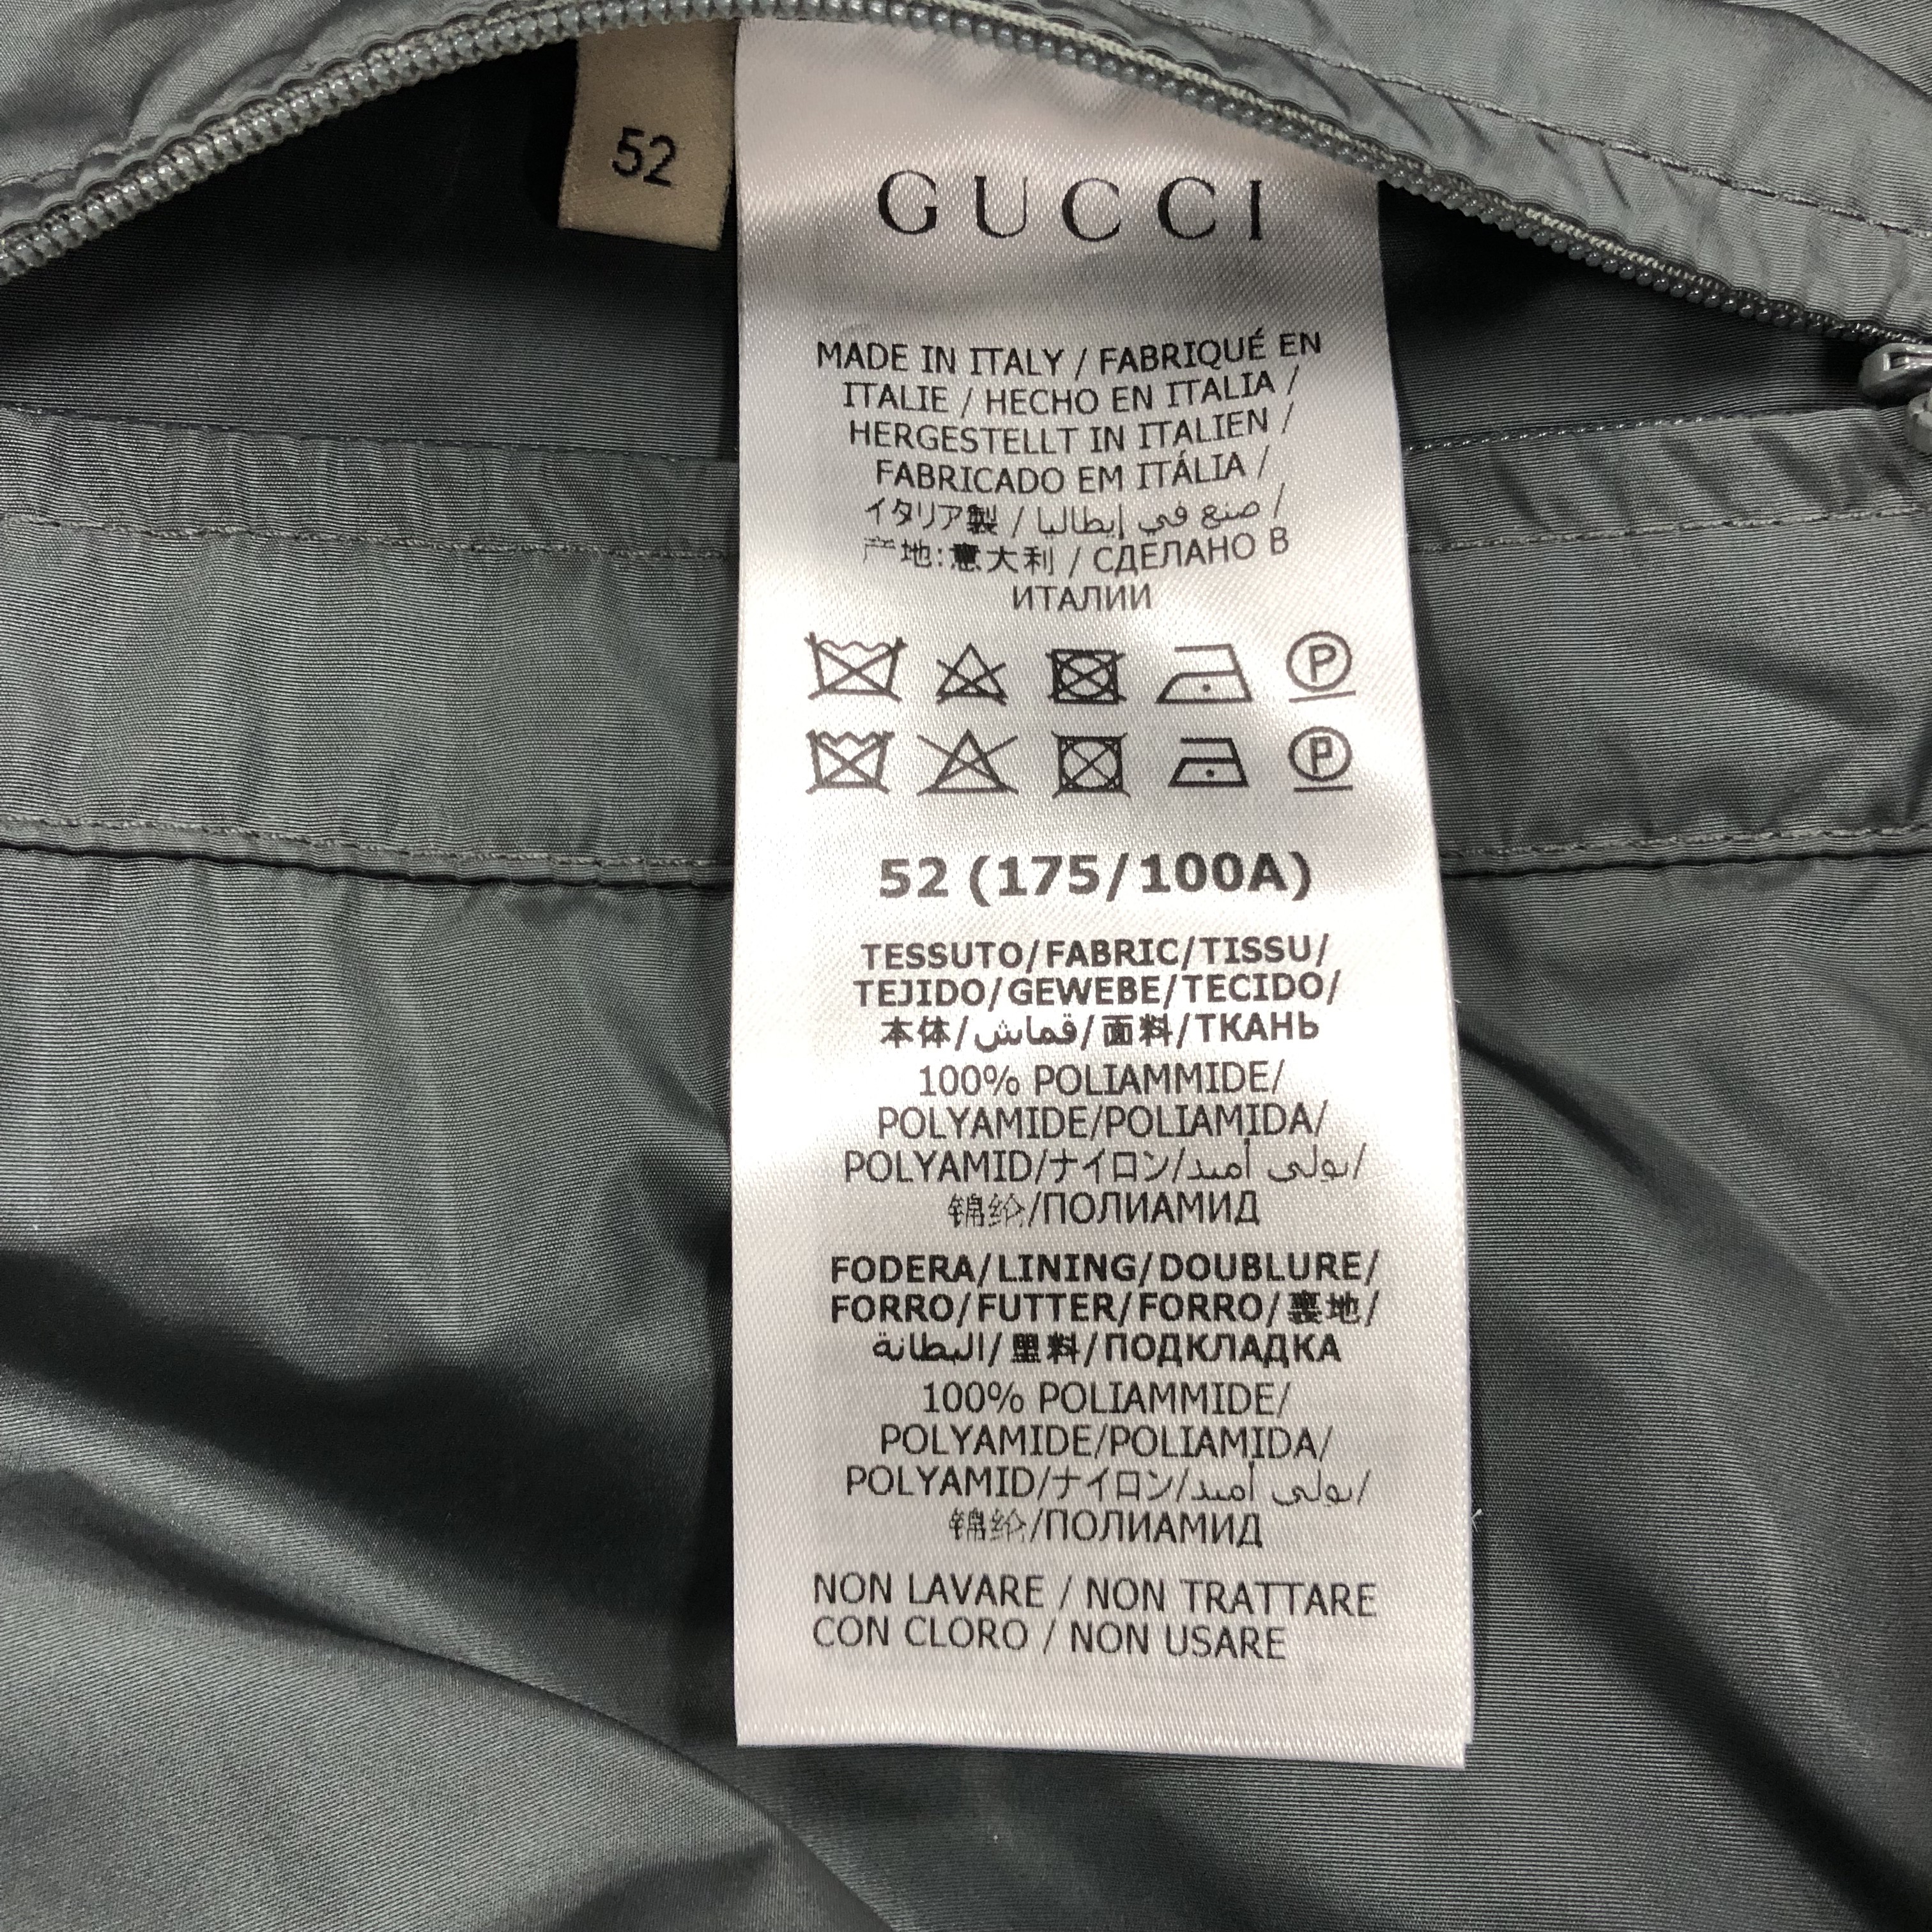 52
GUCCI
MADE IN ITALY / FABRIQUÉ EN
ITALIE / HECHO EN ITALIA /
HERGESTELLT IN ITALIEN /
FABRICADO EM ITÁLIA /
イタリア製 / صنع في إيطاليا /
产地:意大利 / СДЕЛАНО В
ИТАЛИИ
P
P
52 (175/100A)
TESSUTO/FABRIC/TISSU/
TEJIDO/GEWEBE/TECIDO/
本体/قماش/面料/ТКАНЬ
100% POLIAMMIDE/
POLYAMIDE/POLIAMIDA/
POLYAMID/ナイロン/بولي أميد/
锦纶/ПОЛИАМИД
FODERA/LINING/DOUBLURE/
FORRO/FUTTER/FORRO/裏地/
البطانة/里料/ПОДКЛАДКА
100% POLIAMMIDE/
POLYAMIDE/POLIAMIDA/
POLYAMID/ナイロン/بولي أميد/
锦纶/ПОЛИАМИД
NON LAVARE / NON TRATTARE
CON CLORO / NON USARE